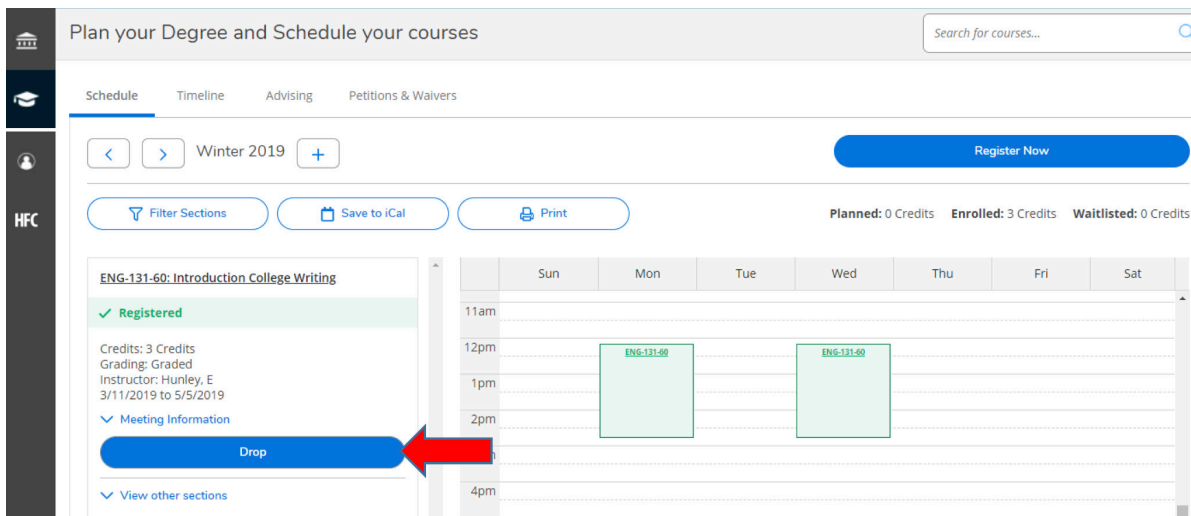 Plan your Degree and Schedule your courses
Search for courses...
Schedule Timeline Advising Petitions & Waivers
Winter 2019
Register Now
HFC
Filter Sections Save to iCal Print
Planned: 0 Credits Enrolled: 3 Credits Waitlisted: 0 Credits
ENG-131-60: Introduction College Writing
Registered
Credits: 3 Credits
Grading: Graded
Instructor: Hunley, E
3/11/2019 to 5/5/2019
Meeting Information
Drop
View other sections
Sun Mon Tue Wed Thu Fri Sat
11am
12pm
ENG-131-60 ENG-131-60
1pm
2pm
4pm